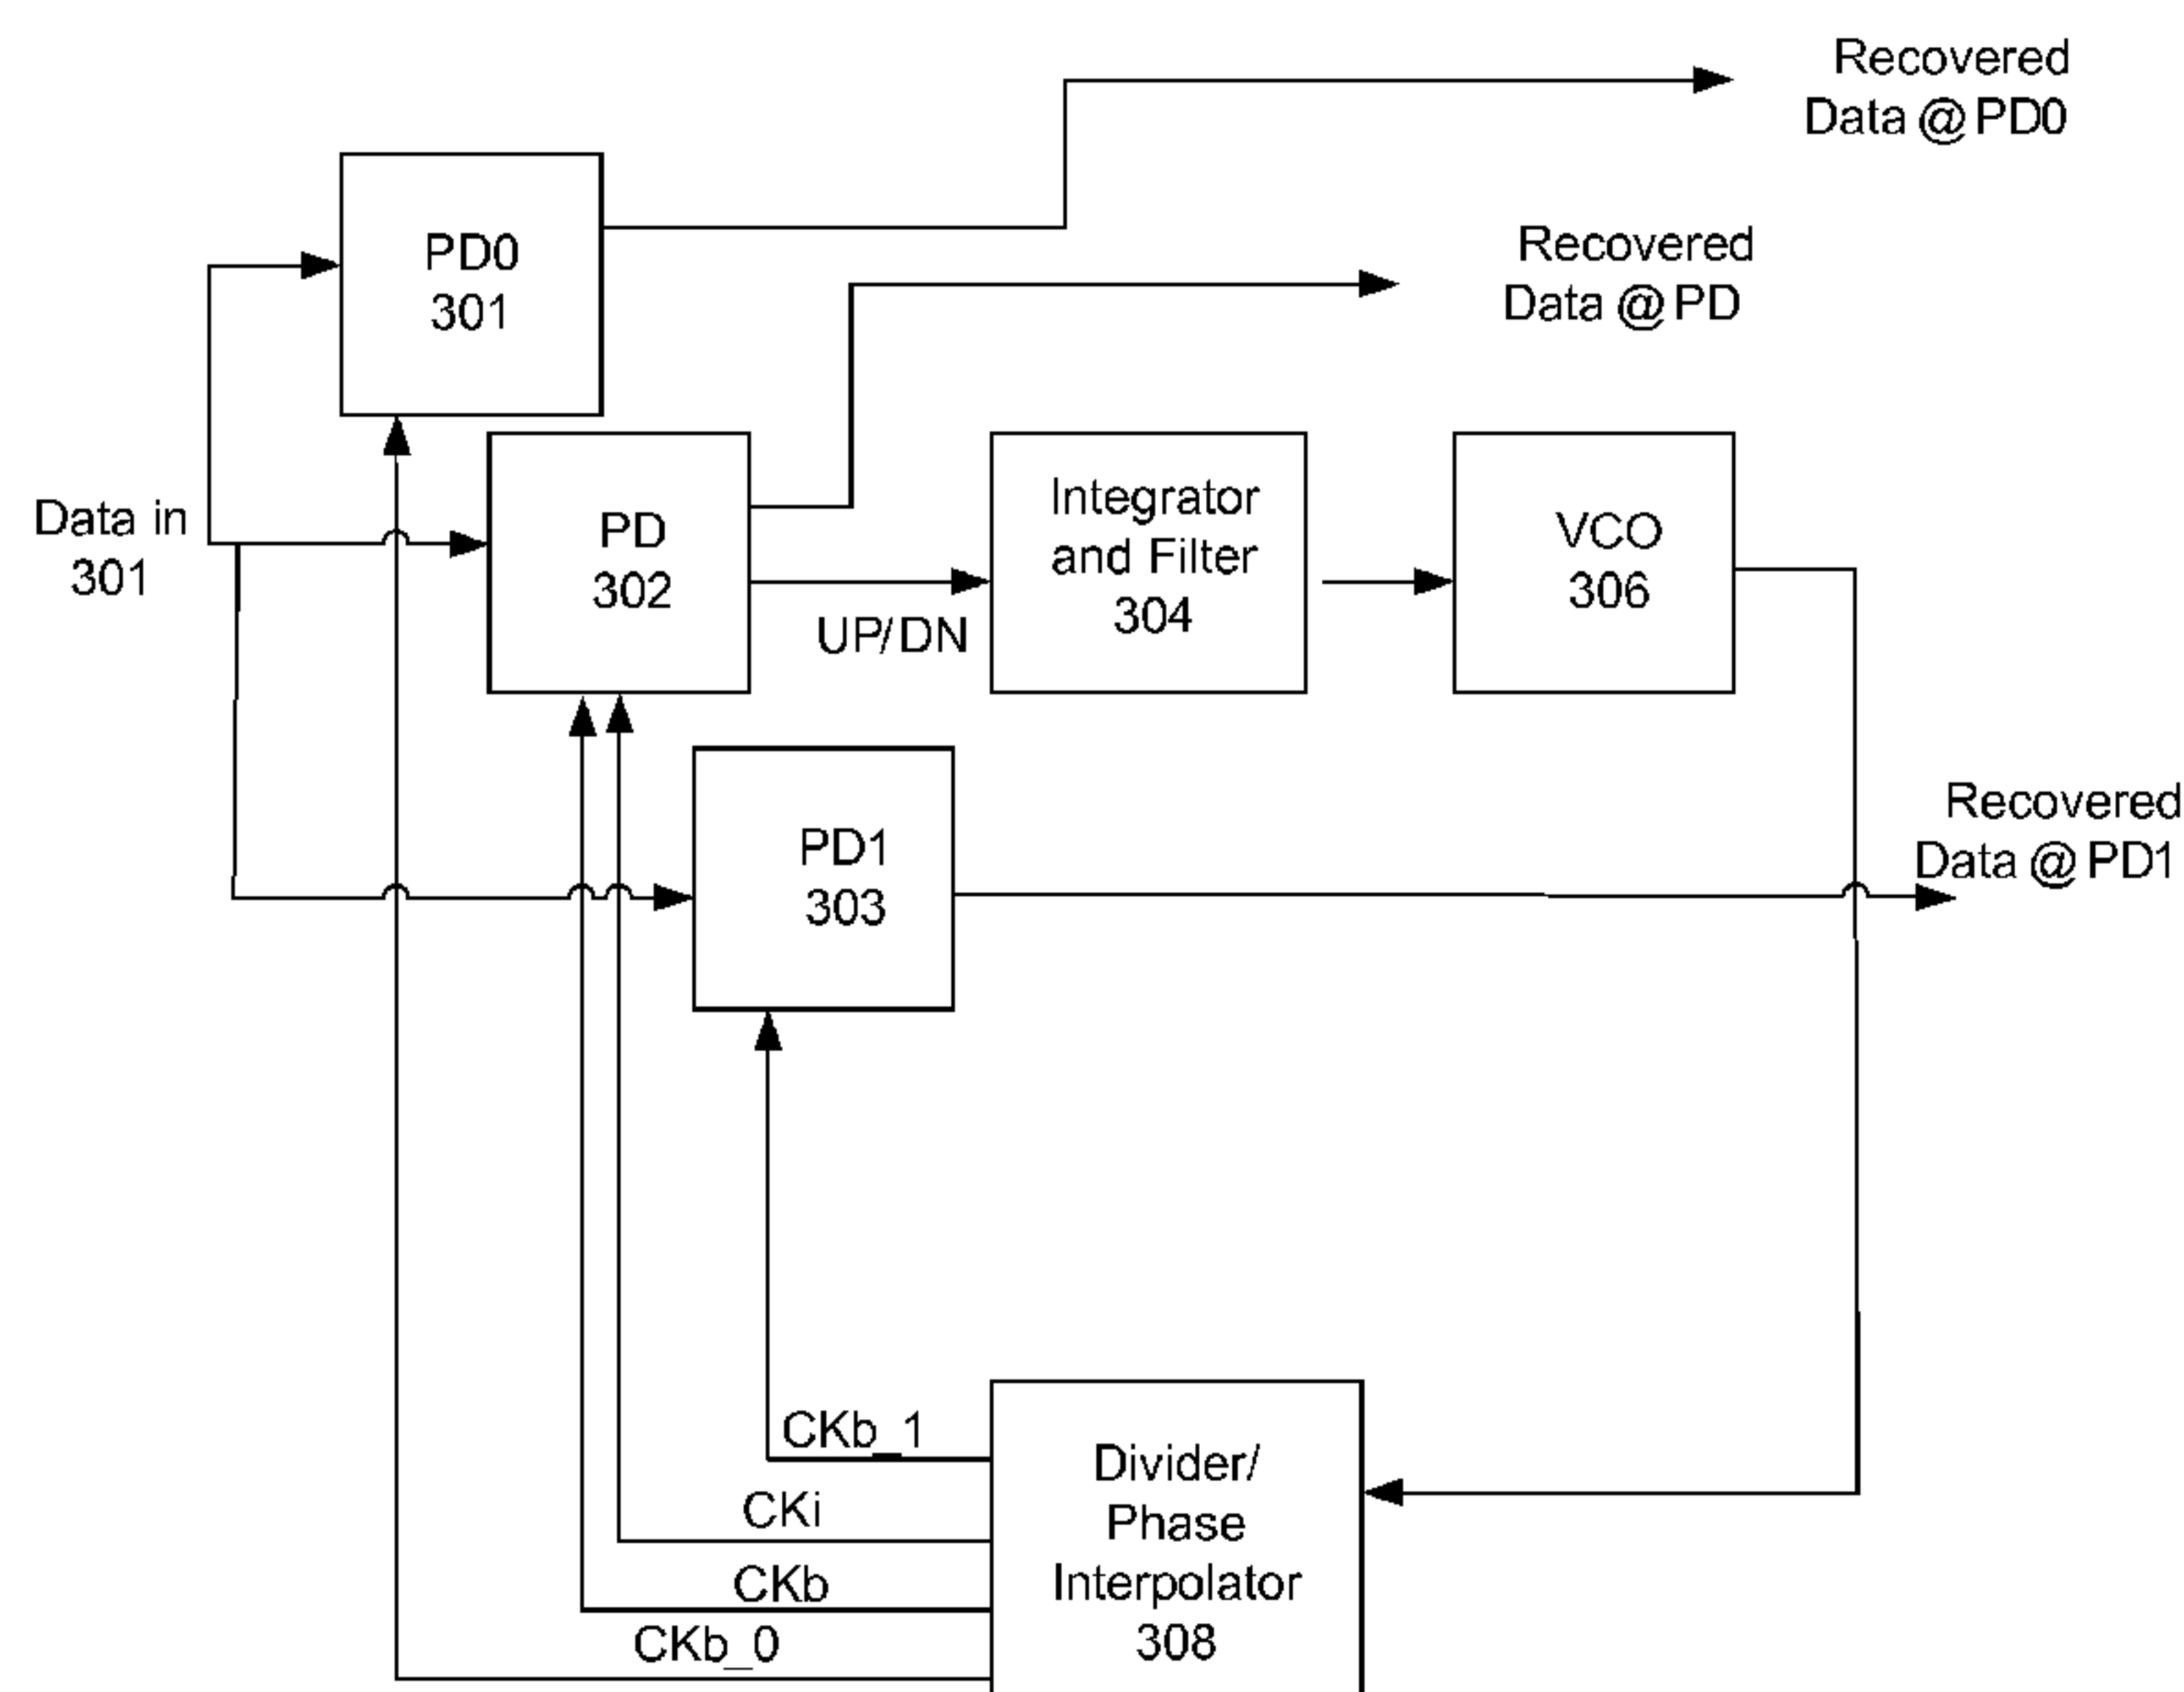 Recovered
Data @ PD0
PD0
301
Recovered
Data @ PD
Data in
301
PD
302
UP/DN
Integrator
and Filter
304
VCO
306
PD1
303
Recovered
Data @ PD1
CKb_1
CKi
CKb
CKb_0
Divider/
Phase
Interpolator
308